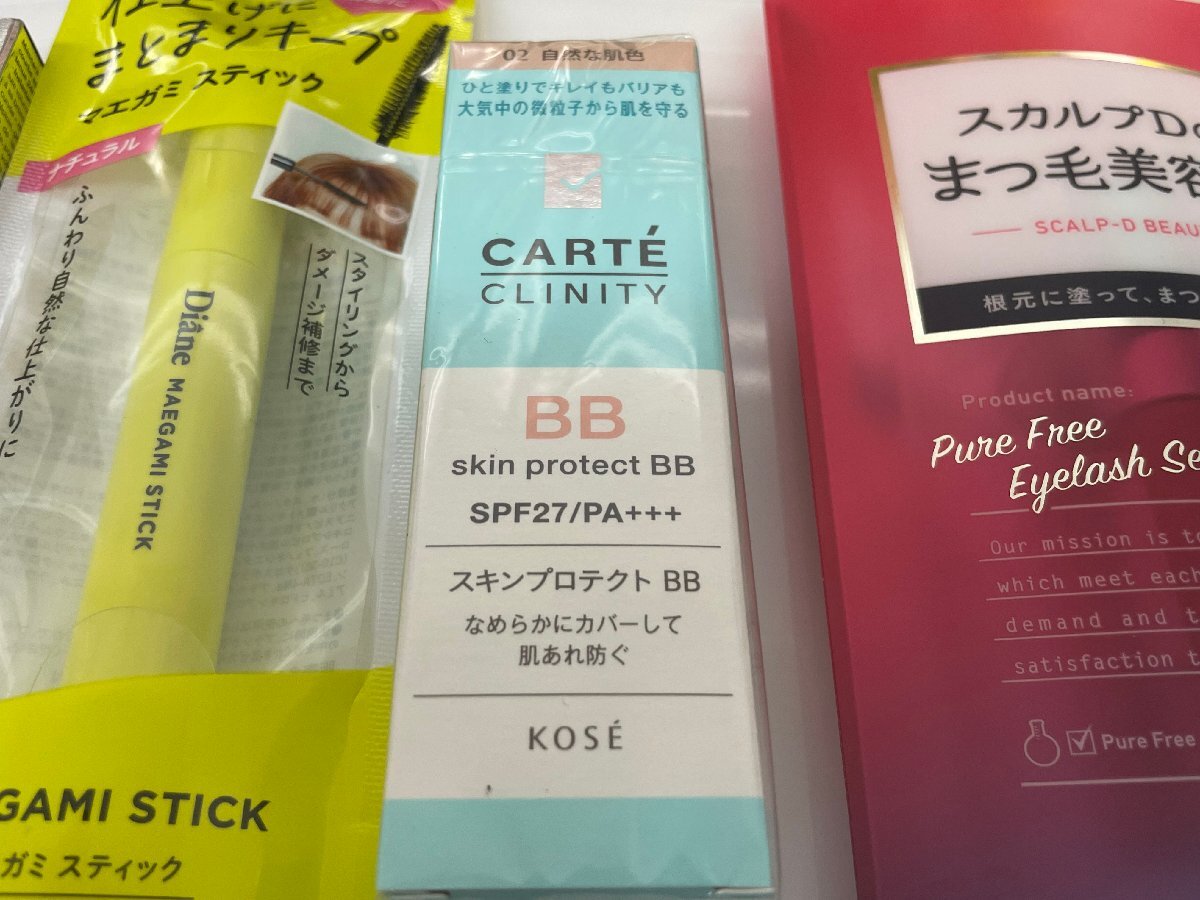 まとまりキープ
マエガミ スティック
ナチュラル
ふんわり自然な仕上がりに
スタイリングから
ダメージ補修まで
Diane MAEGAMI STICK
GAMI STICK
ガミ スティック
02 自然な肌色
ひと塗りでキレイもバリアも
大気中の微粒子から肌を守る
CARTÉ
CLINITY
BB
skin protect BB
SPF27/PA+++
スキンプロテクト BB
なめらかにカバーして
肌あれ防ぐ
KOSÉ
スカルプD
まつ毛美容
SCALP-D BEAU
根元に塗って、まつ
Product name:
Pure Free
Eyelash Se
Our mission is to
which meet each
demand and t
satisfaction t
Pure Free